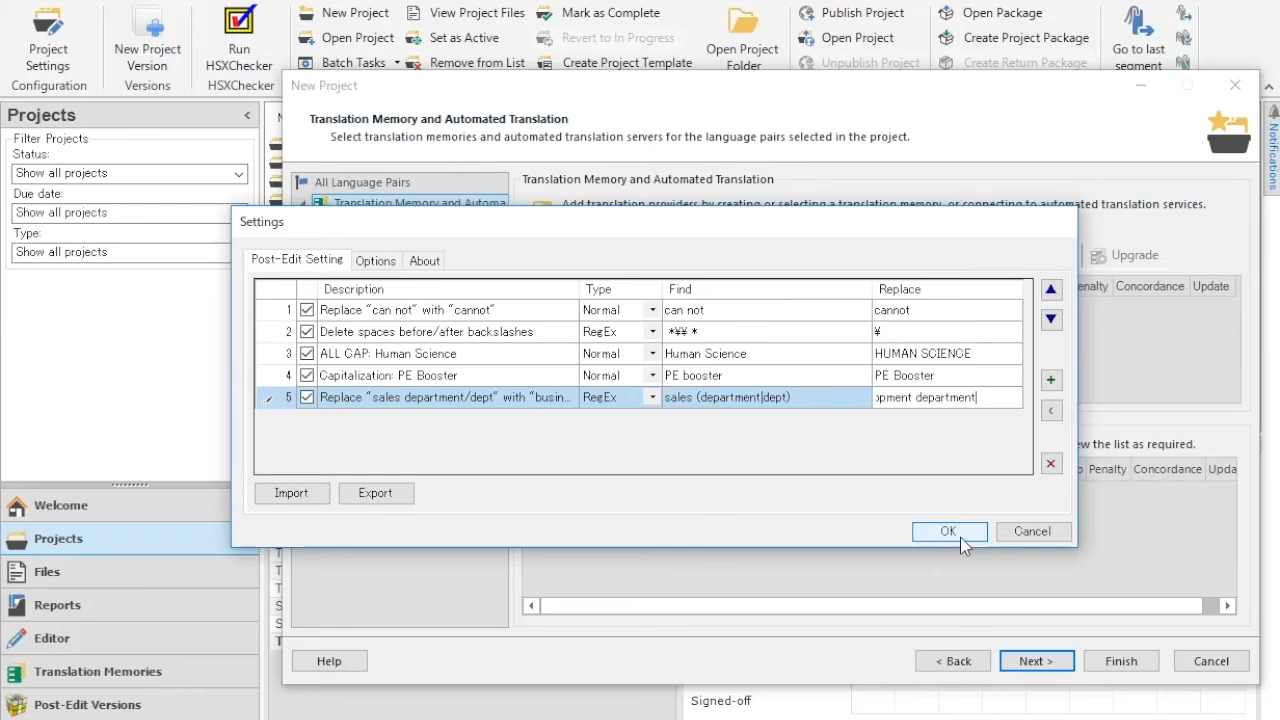 Project Settings
Configuration
New Project Version
Versions
Run HSXChecker
HSXChecker
New Project
Open Project
Batch Tasks
View Project Files
Set as Active
Remove from List
Mark as Complete
Revert to In Progress
Create Project Template
Open Project Folder
Publish Project
Open Project
Unpublish Project
Open Package
Create Project Package
Create Return Package
Go to last segment
Notifications
Projects
Filter Projects
Status:
Show all projects
Due date:
Show all projects
Type:
Show all projects
New Project
Translation Memory and Automated Translation
Select translation memories and automated translation servers for the language pairs selected in the project.
All Language Pairs
Translation Memory and Automa
Translation Memory and Automated Translation
Add translation providers by creating or selecting a translation memory, or connecting to automated translation services.
Upgrade
enalty Concordance Update
Settings
Post-Edit Setting Options About
Description Type Find Replace
1 Replace "can not" with "cannot" Normal can not cannot
2 Delete spaces before/after backslashes RegEx *¥¥ * ¥
3 ALL CAP: Human Science Normal Human Science HUMAN SCIENCE
4 Capitalization: PE Booster Normal PE booster PE Booster
5 Replace "sales department/dept" with "busin... RegEx sales (department|dept) opment department
Import Export
OK Cancel
ew the list as required.
Penalty Concordance Upda
Welcome
Projects
Files
Reports
Editor
Translation Memories
Post-Edit Versions
Help < Back Next > Finish Cancel
Signed-off